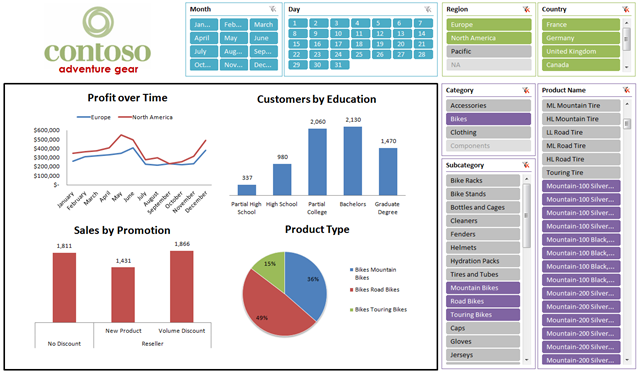 contoso
adventure gear
Month
Jan...
Feb...
March
April
May
June
July
Aug...
Sep...
Oct...
Nov...
Dec...
Day
1 2 3 4 5 6 7
8 9 10 11 12 13 14
15 16 17 18 19 20 21
22 23 24 25 26 27 28
29 30 31
Region
Europe
North America
Pacific
NA
Country
France
Germany
United Kingdom
Canada
Profit over Time
Europe
North America
$600,000
$500,000
$400,000
$300,000
$200,000
$100,000
$-
January
February
March
April
May
June
July
August
September
October
November
December
Customers by Education
337
980
2,060
2,130
1,470
Partial High School
High School
Partial College
Bachelors
Graduate Degree
Sales by Promotion
1,811
1,431
1,866
New Product
Volume Discount
No Discount
Reseller
Product Type
15%
36%
49%
Bikes Mountain Bikes
Bikes Road Bikes
Bikes Touring Bikes
Category
Accessories
Bikes
Clothing
Components
Subcategory
Bike Racks
Bike Stands
Bottles and Cages
Cleaners
Fenders
Helmets
Hydration Packs
Tires and Tubes
Mountain Bikes
Road Bikes
Touring Bikes
Caps
Gloves
Jerseys
Product Name
ML Mountain Tire
HL Mountain Tire
LL Road Tire
ML Road Tire
HL Road Tire
Touring Tire
Mountain-100 Silver...
Mountain-100 Silver...
Mountain-100 Silver...
Mountain-100 Silver...
Mountain-100 Black,...
Mountain-100 Black,...
Mountain-100 Black,...
Mountain-100 Black,...
Mountain-200 Silver...
Mountain-200 Silver...
Mountain-200 Silver...
Mountain-200 Silver...
Mountain-200 Silver...
Mountain-200 Silver...